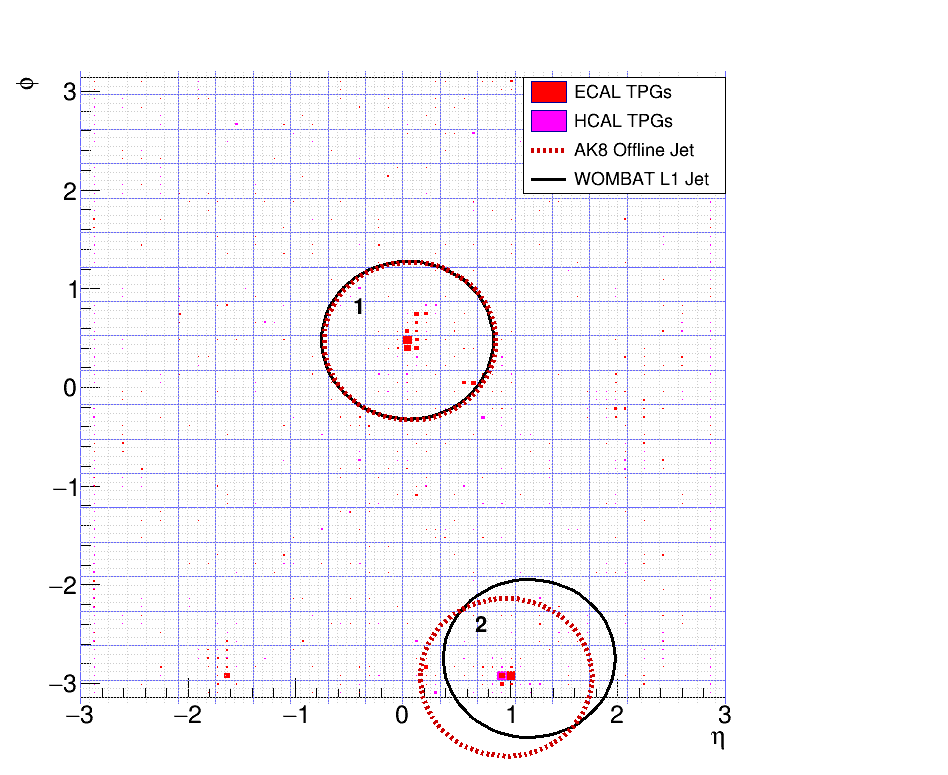 ϕ
3
2
1
0
−1
−2
−3
ECAL TPGs
HCAL TPGs
AK8 Offline Jet
WOMBAT L1 Jet
1
2
−3 −2 −1 0 1 2 3
η